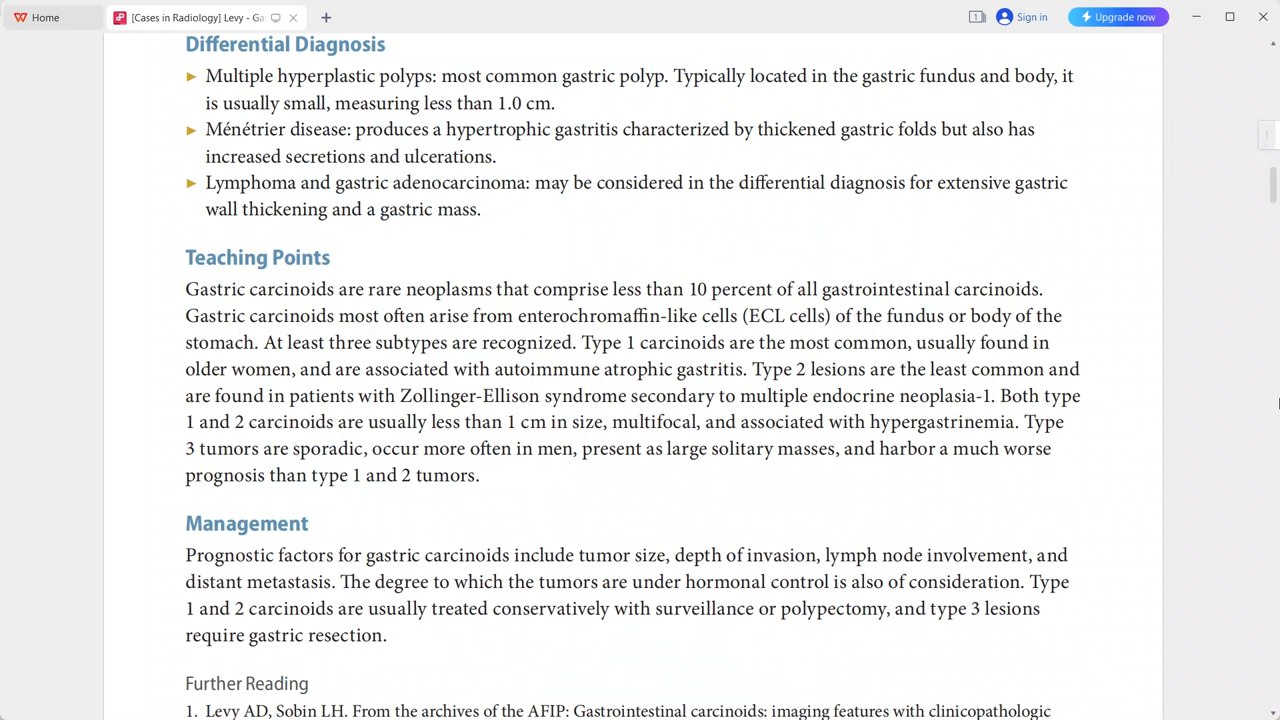 Home
[Cases in Radiology] Levy - Ga
1
Sign in
Upgrade now
Differential Diagnosis
Multiple hyperplastic polyps: most common gastric polyp. Typically located in the gastric fundus and body, it
is usually small, measuring less than 1.0 cm.
Ménétrier disease: produces a hypertrophic gastritis characterized by thickened gastric folds but also has
increased secretions and ulcerations.
Lymphoma and gastric adenocarcinoma: may be considered in the differential diagnosis for extensive gastric
wall thickening and a gastric mass.
Teaching Points
Gastric carcinoids are rare neoplasms that comprise less than 10 percent of all gastrointestinal carcinoids.
Gastric carcinoids most often arise from enterochromaffin-like cells (ECL cells) of the fundus or body of the
stomach. At least three subtypes are recognized. Type 1 carcinoids are the most common, usually found in
older women, and are associated with autoimmune atrophic gastritis. Type 2 lesions are the least common and
are found in patients with Zollinger-Ellison syndrome secondary to multiple endocrine neoplasia-1. Both type
1 and 2 carcinoids are usually less than 1 cm in size, multifocal, and associated with hypergastrinemia. Type
3 tumors are sporadic, occur more often in men, present as large solitary masses, and harbor a much worse
prognosis than type 1 and 2 tumors.
Management
Prognostic factors for gastric carcinoids include tumor size, depth of invasion, lymph node involvement, and
distant metastasis. The degree to which the tumors are under hormonal control is also of consideration. Type
1 and 2 carcinoids are usually treated conservatively with surveillance or polypectomy, and type 3 lesions
require gastric resection.
Further Reading
1. Levy AD, Sobin LH. From the archives of the AFIP: Gastrointestinal carcinoids: imaging features with clinicopathologic